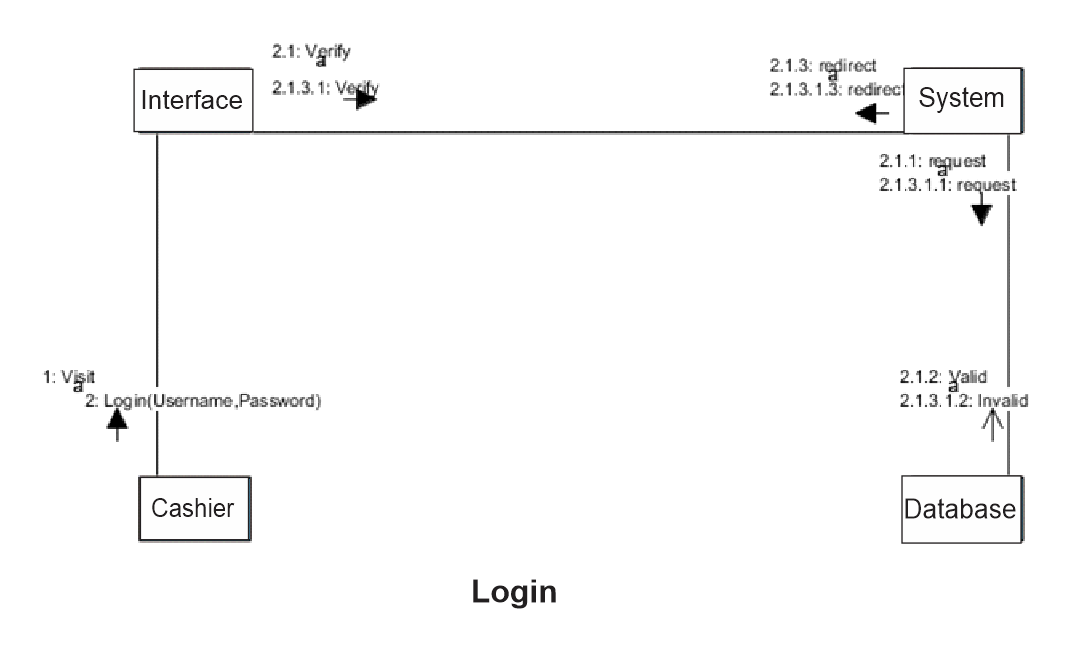 2.1: Verify
a
2.1.3.1: Verify
Interface
2.1.3: redirect
a
2.1.3.1.3: redirect
System
2.1.1: request
a
2.1.3.1.1: request
1: Visit
a
2: Login(Username,Password)
2.1.2: Valid
a
2.1.3.1.2: Invalid
Cashier
Database
Login